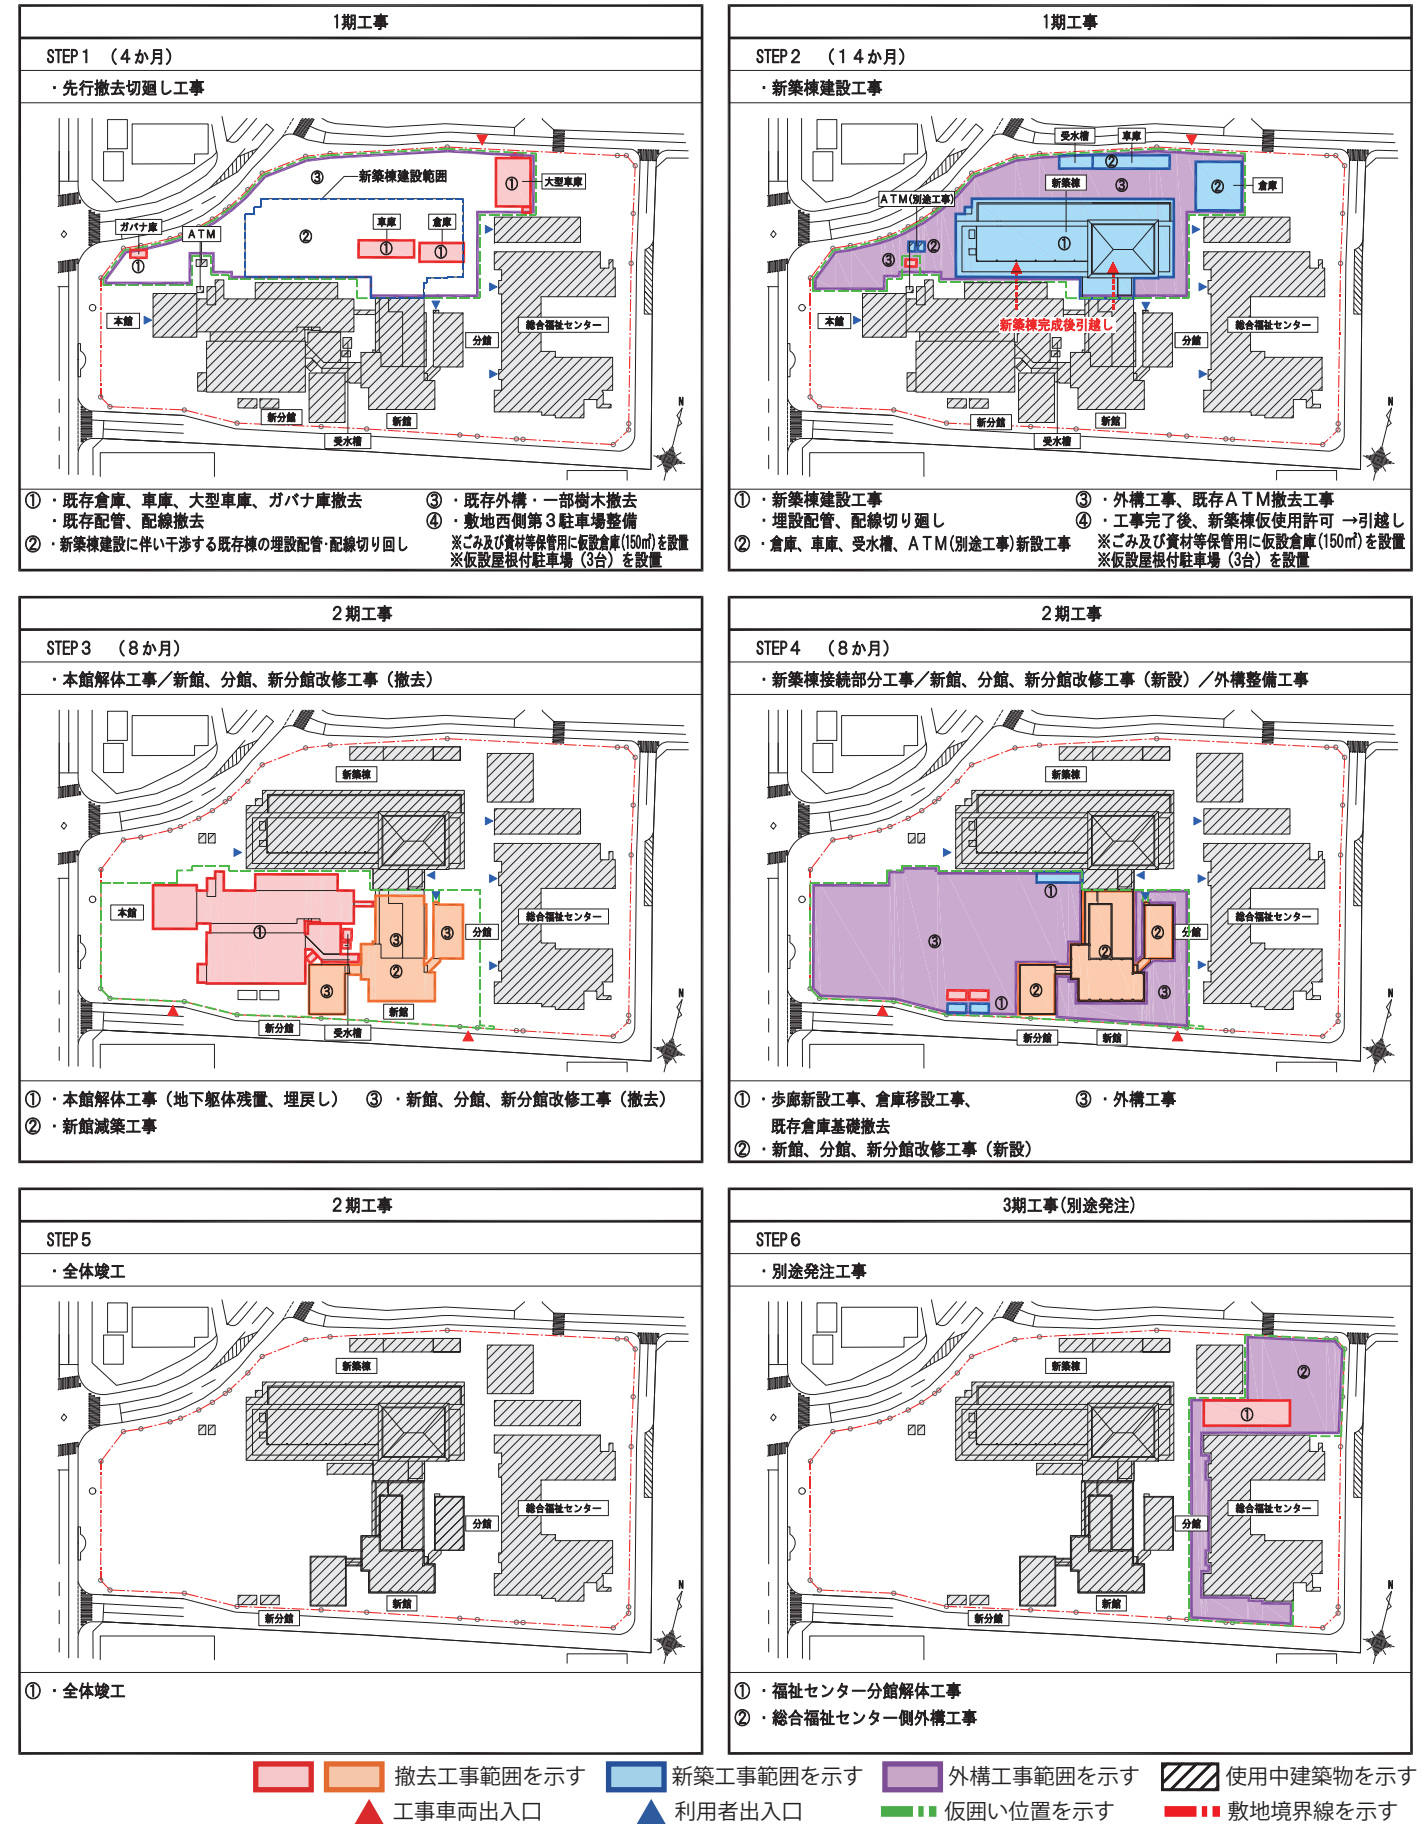 1期工事
STEP1 (4か月)
・先行撤去切廻し工事
③
新築棟建設範囲
①
大型車庫
ガバナ庫
ATM
②
車庫
倉庫
①
①
①
本館
分館
総合福祉センター
新分館
新館
受水槽
N
①・既存倉庫、車庫、大型車庫、ガバナ庫撤去
・既存配管、配線撤去
②・新築棟建設に伴い干渉する既存棟の埋設配管・配線切り回し
③・既存外構・一部樹木撤去
④・敷地西側第3駐車場整備
※ごみ及び資材等保管用に仮設倉庫(150㎡)を設置
※仮設屋根付駐車場(3台)を設置
1期工事
STEP2 (14か月)
・新築棟建設工事
受水槽
車庫
②
新築棟
③
②
倉庫
ATM(別途工事)
②
①
③
本館
新築棟完成後引越し
分館
総合福祉センター
新分館
新館
受水槽
N
①・新築棟建設工事
・埋設配管、配線切り廻し
②・倉庫、車庫、受水槽、ATM(別途工事)新設工事
③・外構工事、既存ATM撤去工事
④・工事完了後、新築棟仮使用許可 →引越し
※ごみ及び資材等保管用に仮設倉庫(150㎡)を設置
※仮設屋根付駐車場(3台)を設置
2期工事
STEP3 (8か月)
・本館解体工事/新館、分館、新分館改修工事(撤去)
新築棟
本館
①
③
③
分館
総合福祉センター
②
③
新館
新分館
受水槽
N
①・本館解体工事(地下躯体残置、埋戻し)
②・新館減築工事
③・新館、分館、新分館改修工事(撤去)
2期工事
STEP4 (8か月)
・新築棟接続部分工事/新館、分館、新分館改修工事(新設)/外構整備工事
新築棟
①
③
②
②
分館
総合福祉センター
②
③
①
新分館
新館
N
①・歩廊新設工事、倉庫移設工事、
既存倉庫基礎撤去
②・新館、分館、新分館改修工事(新設)
③・外構工事
2期工事
STEP5
・全体竣工
新築棟
総合福祉センター
分館
新館
新分館
N
①・全体竣工
3期工事(別途発注)
STEP6
・別途発注工事
新築棟
②
①
総合福祉センター
分館
新館
新分館
N
①・福祉センター分館解体工事
②・総合福祉センター側外構工事
撤去工事範囲を示す
新築工事範囲を示す
外構工事範囲を示す
使用中建築物を示す
工事車両出入口
利用者出入口
仮囲い位置を示す
敷地境界線を示す